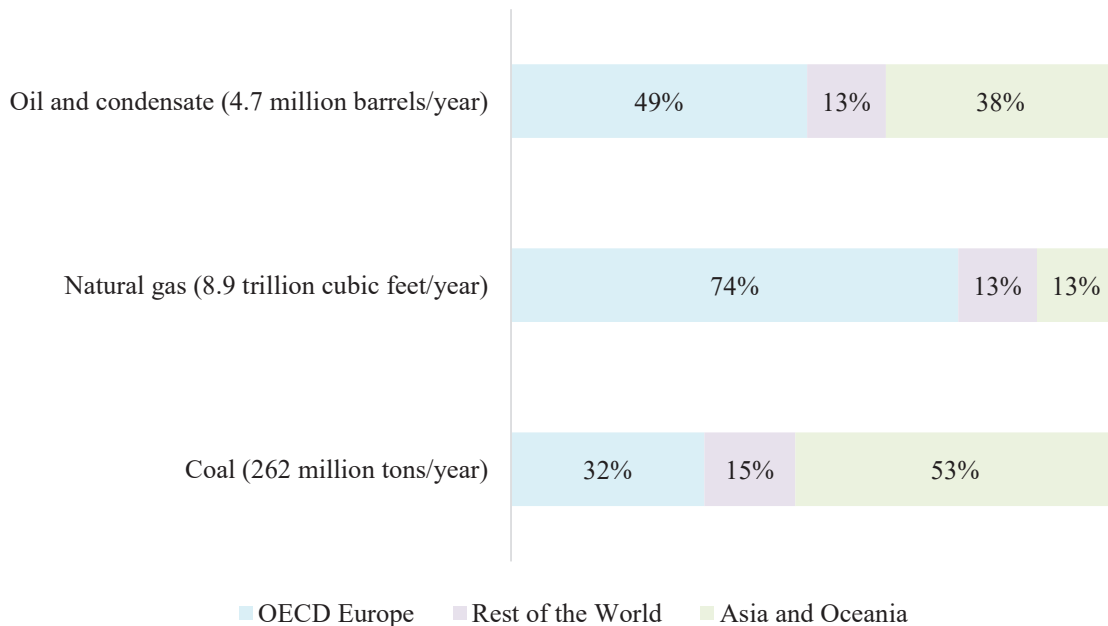 Oil and condensate (4.7 million barrels/year) 49% 13% 38%
Natural gas (8.9 trillion cubic feet/year) 74% 13% 13%
Coal (262 million tons/year) 32% 15% 53%
OECD Europe Rest of the World Asia and Oceania